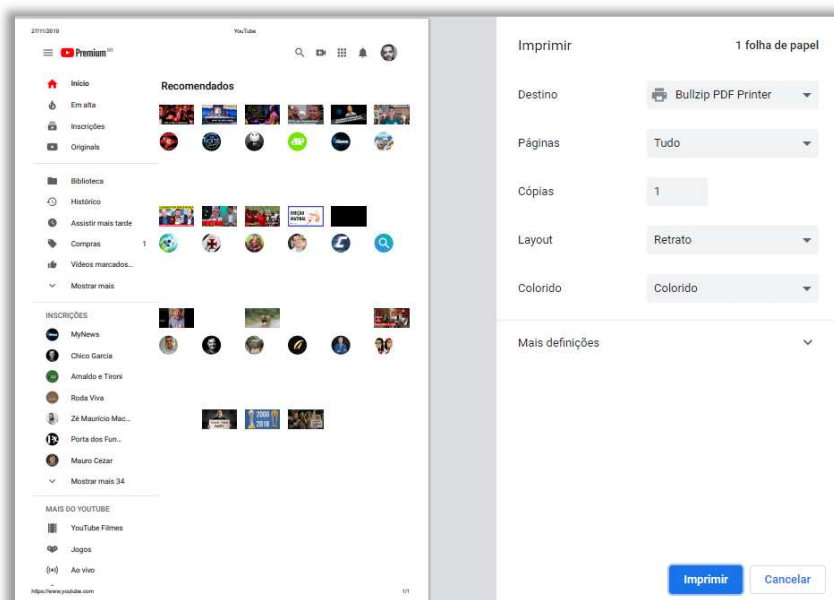 27/11/2019
YouTube
Premium BR
Início
Em alta
Inscrições
Originals
Biblioteca
Histórico
Assistir mais tarde
Compras 1
Vídeos marcados...
Mostrar mais
INSCRIÇÕES
MyNews
Chico Garcia
Arnaldo e Tironi
Roda Viva
Zé Maurício Mac...
Porta dos Fun...
Mauro Cezar
Mostrar mais 34
MAIS DO YOUTUBE
YouTube Filmes
Jogos
Ao vivo
https://www.youtube.com
1/1
Recomendados
2000
2018
Imprimir
1 folha de papel
Destino
Bullzip PDF Printer
Páginas
Tudo
Cópias
1
Layout
Retrato
Colorido
Colorido
Mais definições
Imprimir
Cancelar